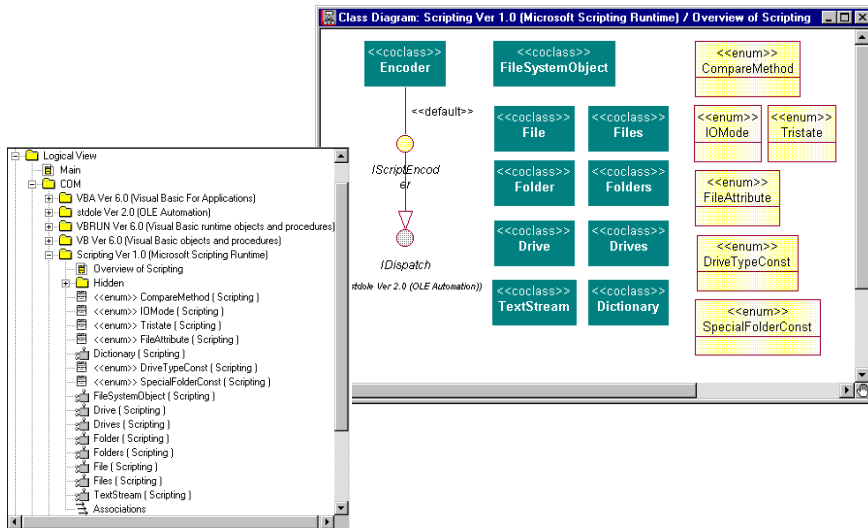 Class Diagram: Scripting Ver 1.0 (Microsoft Scripting Runtime) / Overview of Scripting
<<coclass>>
Encoder
<<coclass>>
FileSystemObject
<<enum>>
CompareMethod
<<default>>
<<coclass>>
File
<<coclass>>
Files
<<enum>>
IOMode
<<enum>>
Tristate
IScriptEncod
er
<<coclass>>
Folder
<<coclass>>
Folders
<<enum>>
FileAttribute
<<coclass>>
Drive
<<coclass>>
Drives
<<enum>>
DriveTypeConst
IDispatch
stdole Ver 2.0 (OLE Automation))
<<coclass>>
TextStream
<<coclass>>
Dictionary
<<enum>>
SpecialFolderConst
Logical View
Main
COM
VBA Ver 6.0 (Visual Basic For Applications)
stdole Ver 2.0 (OLE Automation)
VBRUN Ver 6.0 (Visual Basic runtime objects and procedures)
VB Ver 6.0 (Visual Basic objects and procedures)
Scripting Ver 1.0 (Microsoft Scripting Runtime)
Overview of Scripting
Hidden
<<enum>> CompareMethod ( Scripting )
<<enum>> IOMode ( Scripting )
<<enum>> Tristate ( Scripting )
<<enum>> FileAttribute ( Scripting )
Dictionary ( Scripting )
<<enum>> DriveTypeConst ( Scripting )
<<enum>> SpecialFolderConst ( Scripting )
FileSystemObject ( Scripting )
Drive ( Scripting )
Drives ( Scripting )
Folder ( Scripting )
Folders ( Scripting )
File ( Scripting )
Files ( Scripting )
TextStream ( Scripting )
Associations